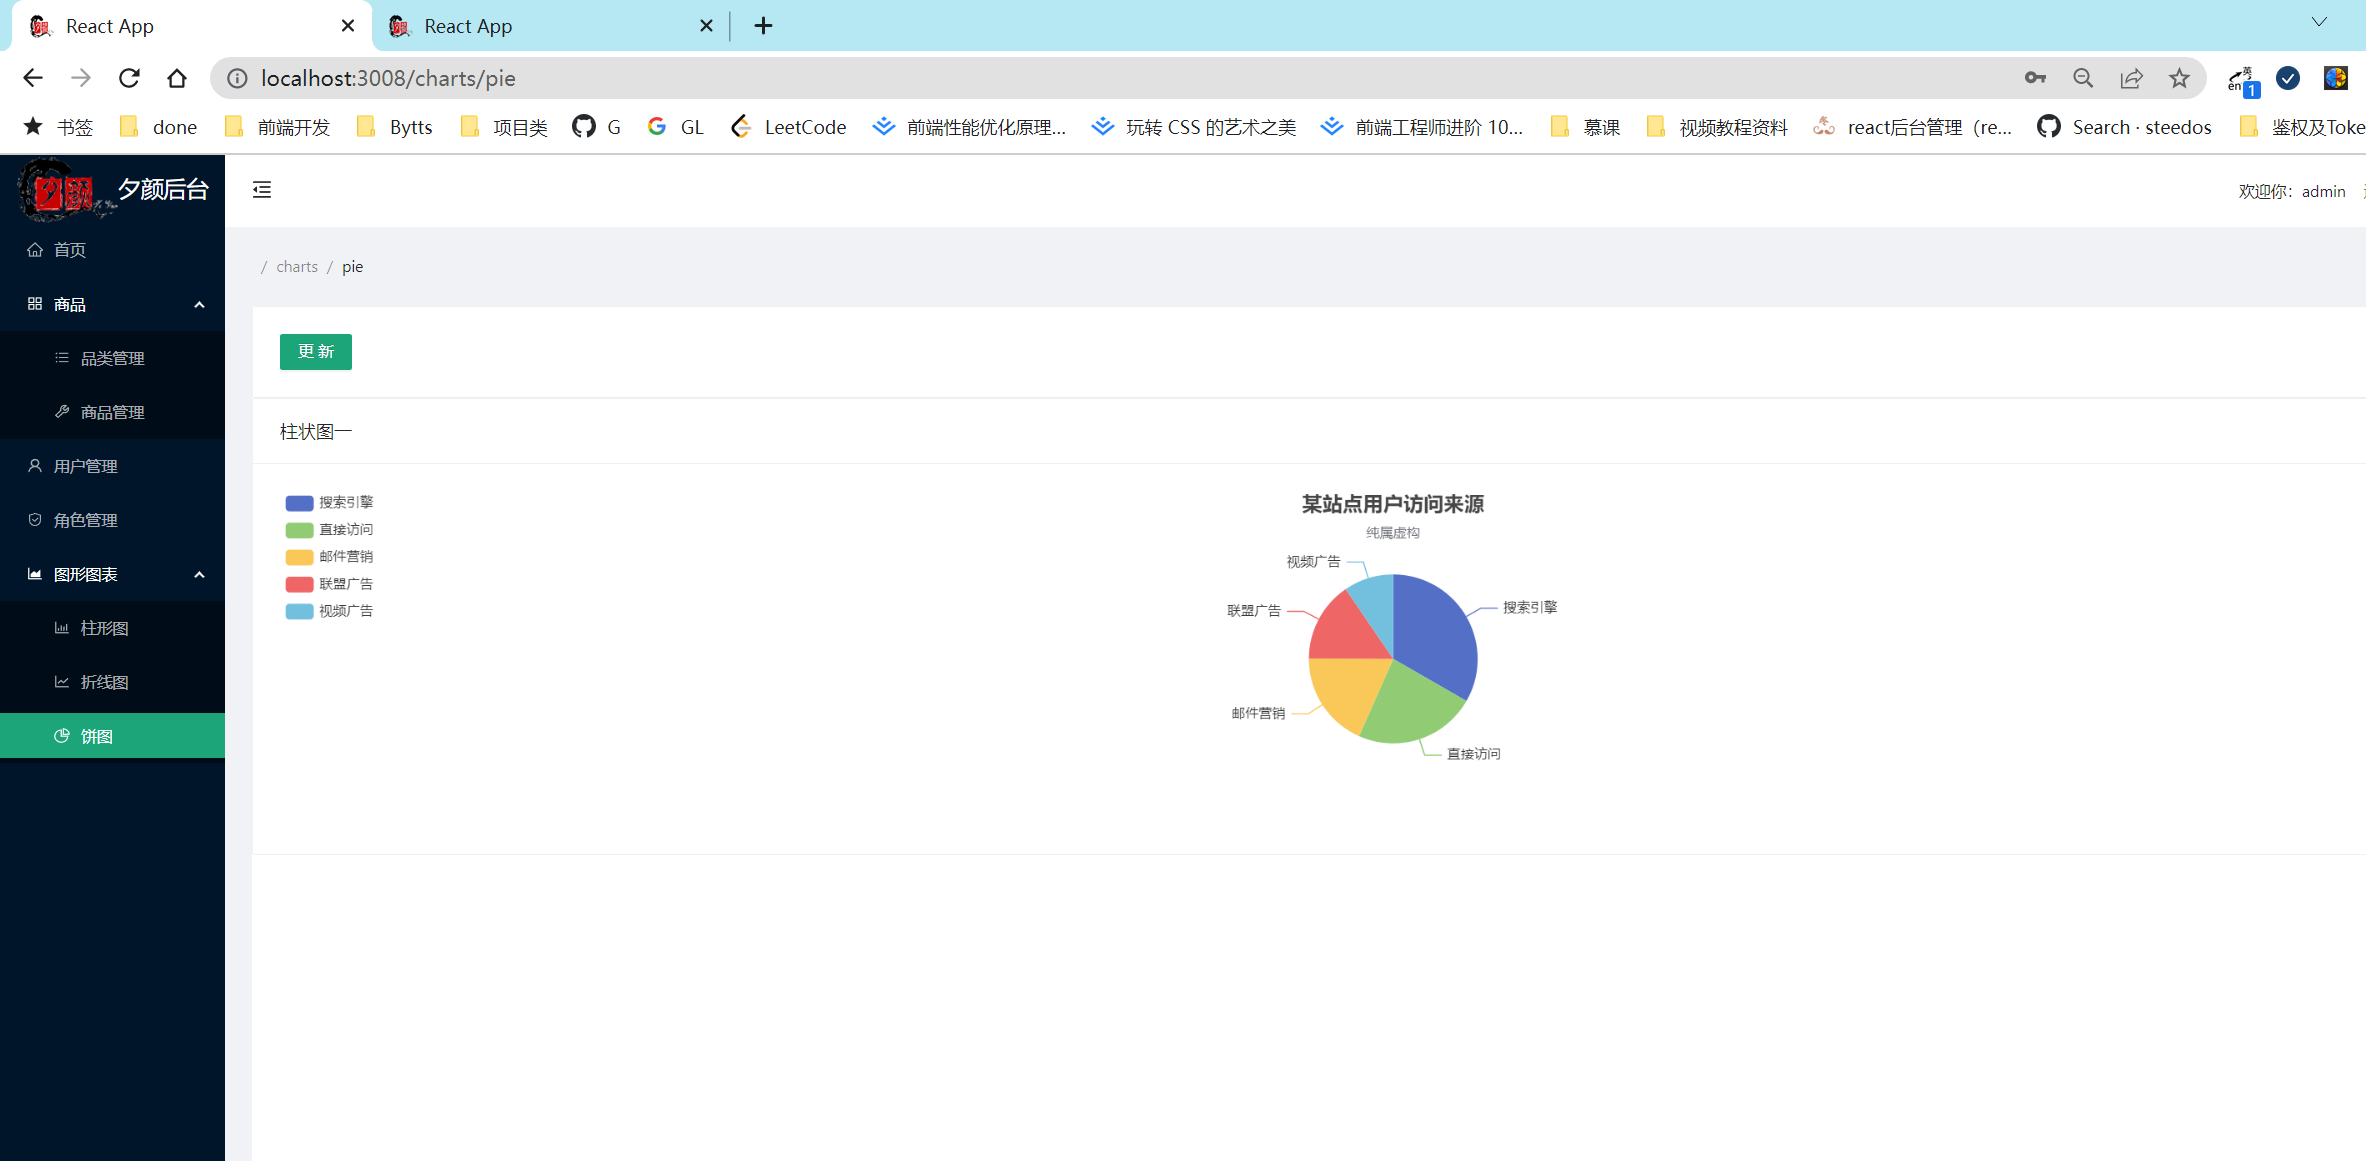 React App
React App
localhost:3008/charts/pie
英
en
1
书签
done
前端开发
Bytts
项目类
G
GL
LeetCode
前端性能优化原理...
玩转 CSS 的艺术之美
前端工程师进阶 10...
慕课
视频教程资料
react后台管理（re...
Search · steedos
鉴权及Toke
夕颜
夕颜后台
欢迎你：admin
首页
商品
品类管理
商品管理
用户管理
角色管理
图形图表
柱形图
折线图
饼图
/ charts / pie
更 新
柱状图一
搜索引擎
直接访问
邮件营销
联盟广告
视频广告
某站点用户访问来源
纯属虚构
视频广告
联盟广告
搜索引擎
邮件营销
直接访问